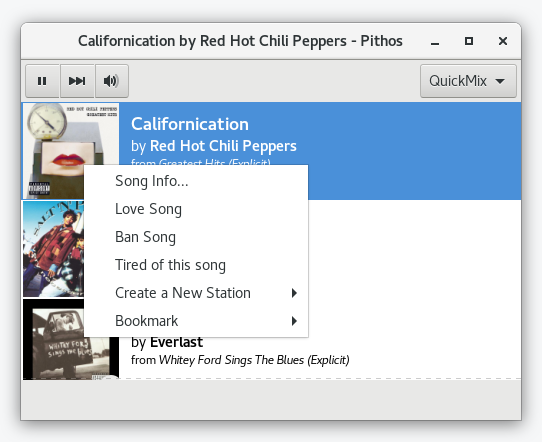 Californication by Red Hot Chili Peppers - Pithos
QuickMix
RED HOT CHILI PEPPERS
GREATEST HITS
Californication
by Red Hot Chili Peppers
from Greatest Hits (Explicit)
Song Info...
Love Song
Ban Song
Tired of this song
Create a New Station
Bookmark
WHITEY FORD
sings the blues
by Everlast
from Whitey Ford Sings The Blues (Explicit)